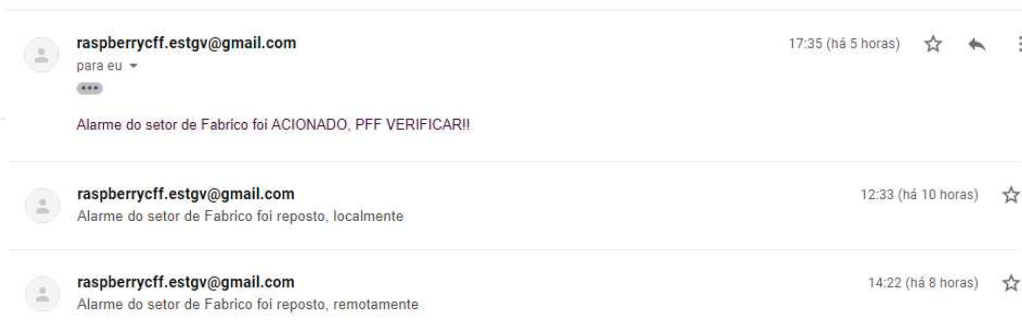 raspberrycff.estgv@gmail.com 17:35 (há 5 horas)
para eu
Alarme do setor de Fabrico foi ACIONADO, PFF VERIFICAR!!
raspberrycff.estgv@gmail.com 12:33 (há 10 horas)
Alarme do setor de Fabrico foi reposto, localmente
raspberrycff.estgv@gmail.com 14:22 (há 8 horas)
Alarme do setor de Fabrico foi reposto, remotamente